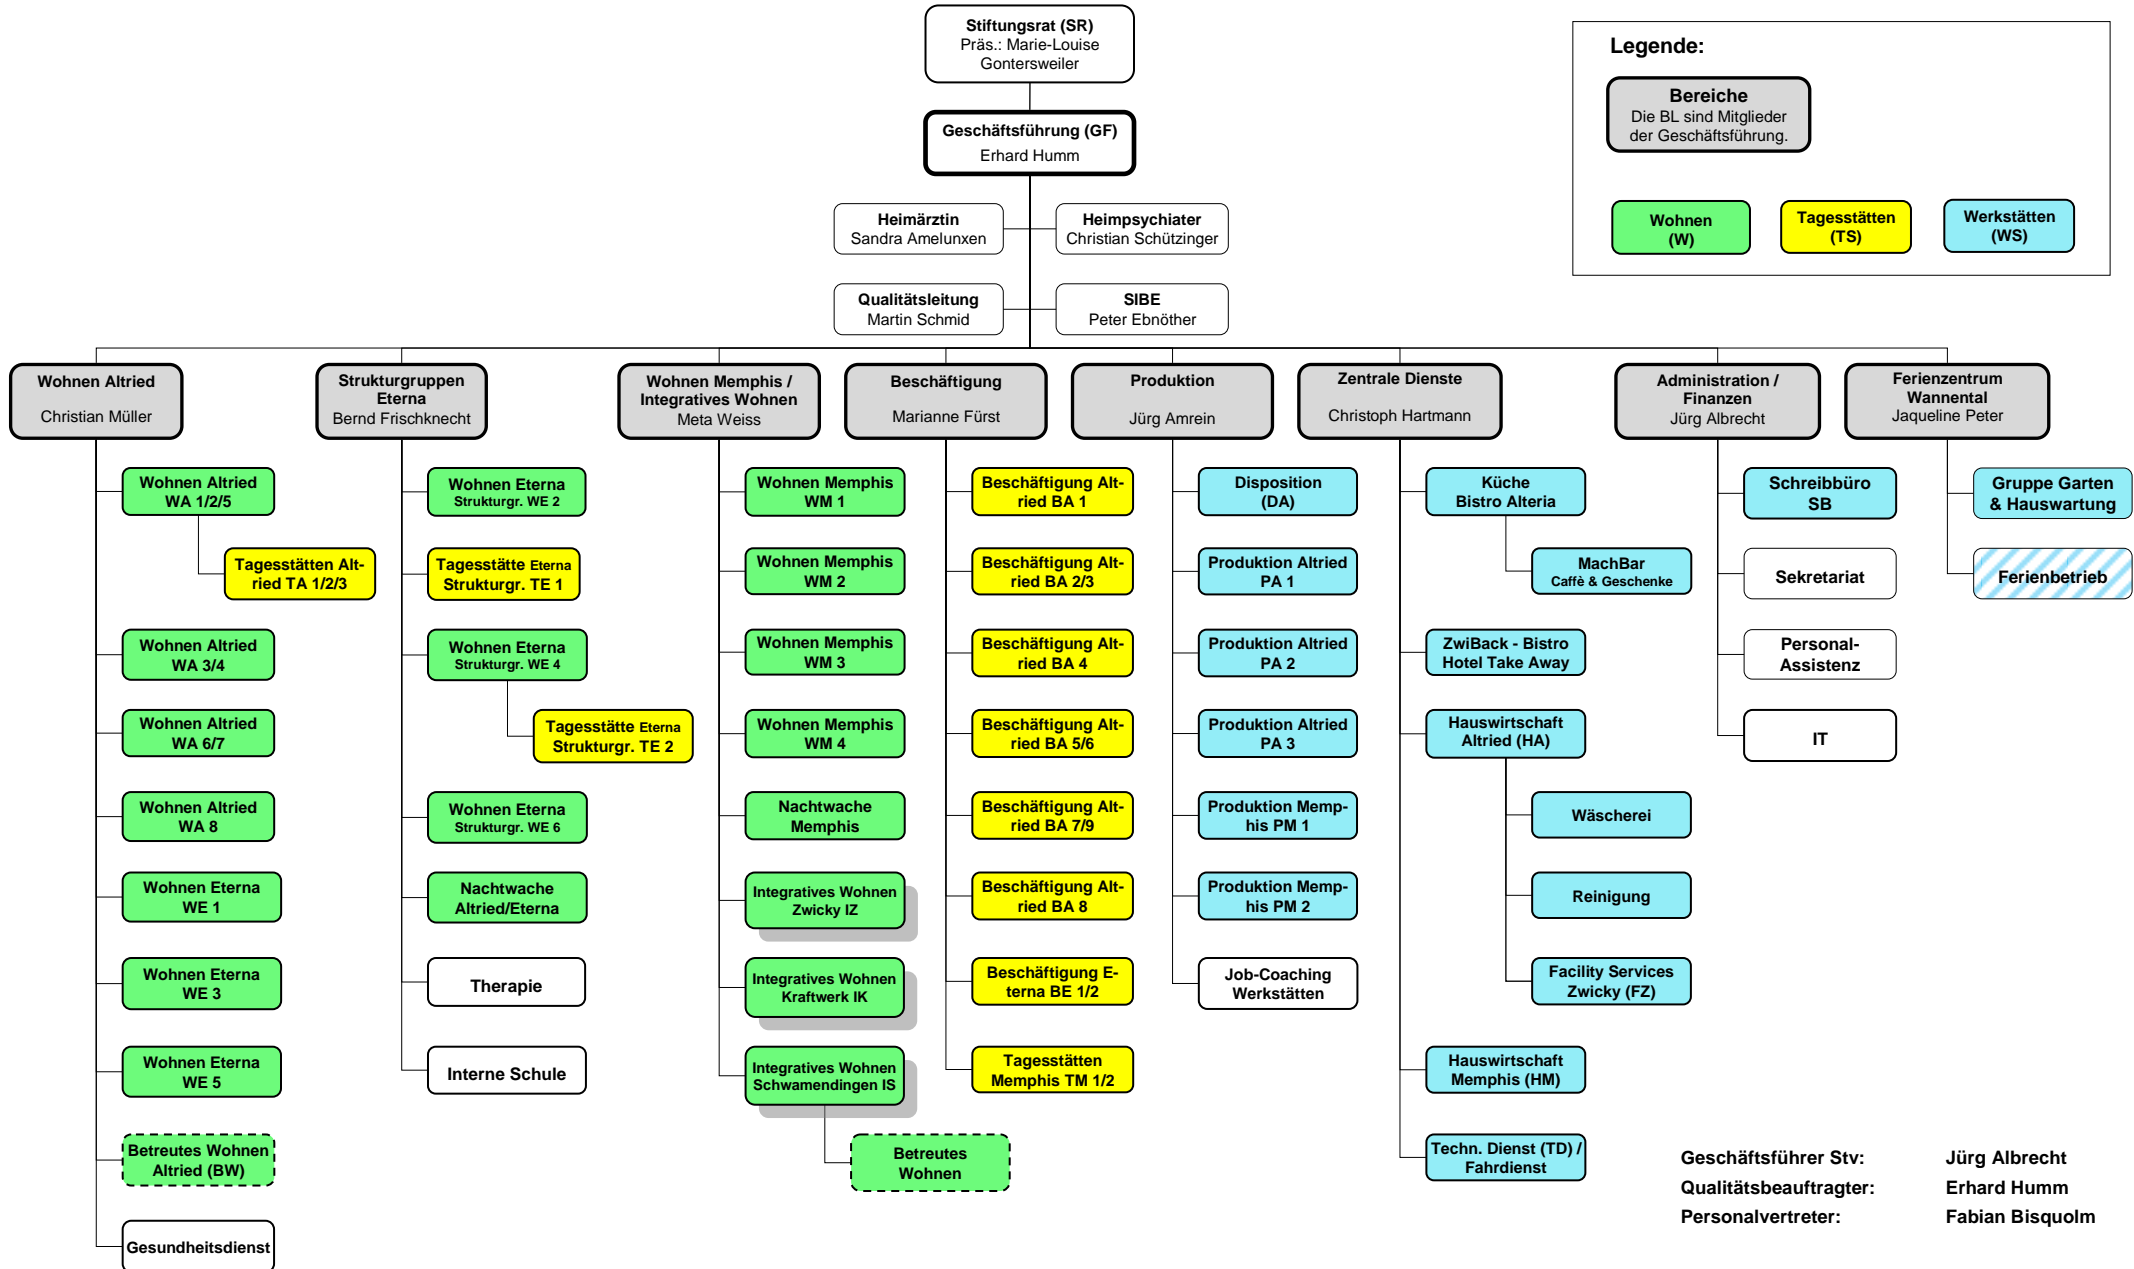 Stiftungsrat (SR)
Präs.: Marie-Louise
Gontersweiler
Geschäftsführung (GF)
Erhard Humm
Heimärztin
Sandra Amelunxen
Heimpsychiater
Christian Schützinger
Qualitätsleitung
Martin Schmid
SIBE
Peter Ebnöther
Legende:
Bereiche
Die BL sind Mitglieder
der Geschäftsführung.
Wohnen
(W)
Tagesstätten
(TS)
Werkstätten
(WS)
Wohnen Altried
Christian Müller
Wohnen Altried
WA 1/2/5
Tagesstätten Alt-
ried TA 1/2/3
Wohnen Altried
WA 3/4
Wohnen Altried
WA 6/7
Wohnen Altried
WA 8
Wohnen Eterna
WE 1
Wohnen Eterna
WE 3
Wohnen Eterna
WE 5
Betreutes Wohnen
Altried (BW)
Gesundheitsdienst
Strukturgruppen
Eterna
Bernd Frischknecht
Wohnen Eterna
Strukturgr. WE 2
Tagesstätte Eterna
Strukturgr. TE 1
Wohnen Eterna
Strukturgr. WE 4
Tagesstätte Eterna
Strukturgr. TE 2
Wohnen Eterna
Strukturgr. WE 6
Nachtwache
Altried/Eterna
Therapie
Interne Schule
Wohnen Memphis /
Integratives Wohnen
Meta Weiss
Wohnen Memphis
WM 1
Wohnen Memphis
WM 2
Wohnen Memphis
WM 3
Wohnen Memphis
WM 4
Nachtwache
Memphis
Integratives Wohnen
Zwicky IZ
Integratives Wohnen
Kraftwerk IK
Integratives Wohnen
Schwamendingen IS
Betreutes
Wohnen
Beschäftigung
Marianne Fürst
Beschäftigung Alt-
ried BA 1
Beschäftigung Alt-
ried BA 2/3
Beschäftigung Alt-
ried BA 4
Beschäftigung Alt-
ried BA 5/6
Beschäftigung Alt-
ried BA 7/9
Beschäftigung Alt-
ried BA 8
Beschäftigung E-
terna BE 1/2
Tagesstätten
Memphis TM 1/2
Produktion
Jürg Amrein
Disposition
(DA)
Produktion Altried
PA 1
Produktion Altried
PA 2
Produktion Altried
PA 3
Produktion Memp-
his PM 1
Produktion Memp-
his PM 2
Job-Coaching
Werkstätten
Zentrale Dienste
Christoph Hartmann
Küche
Bistro Alteria
MachBar
Caffè & Geschenke
ZwiBack - Bistro
Hotel Take Away
Hauswirtschaft
Altried (HA)
Wäscherei
Reinigung
Facility Services
Zwicky (FZ)
Hauswirtschaft
Memphis (HM)
Techn. Dienst (TD) /
Fahrdienst
Administration /
Finanzen
Jürg Albrecht
Schreibbüro
SB
Sekretariat
Personal-
Assistenz
IT
Ferienzentrum
Wannental
Jaqueline Peter
Gruppe Garten
& Hauswartung
Ferienbetrieb
Geschäftsführer Stv: Jürg Albrecht
Qualitätsbeauftragter: Erhard Humm
Personalvertreter: Fabian Bisquolm